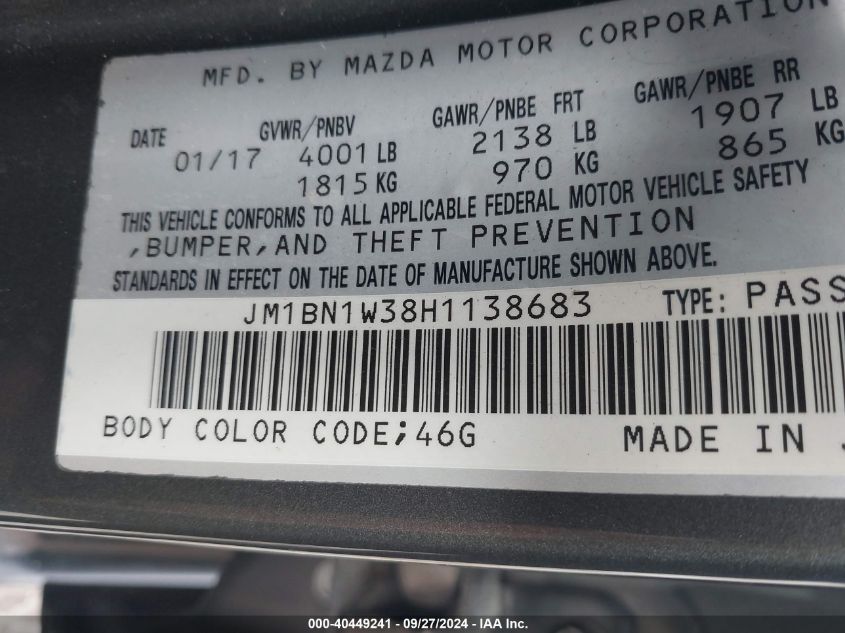 MFD. BY MAZDA MOTOR CORPORATION
DATE GVWR/PNBV GAWR/PNBE FRT GAWR/PNBE RR
01/17 4001 LB 2138 LB 1907 LB
1815 KG 970 KG 865 KG
THIS VEHICLE CONFORMS TO ALL APPLICABLE FEDERAL MOTOR VEHICLE SAFETY
,BUMPER,AND THEFT PREVENTION
STANDARDS IN EFFECT ON THE DATE OF MANUFACTURE SHOWN ABOVE.
JM1BN1W38H1138683 TYPE: PASS
BODY COLOR CODE;46G MADE IN
000-40449241 - 09/27/2024 - IAA Inc.